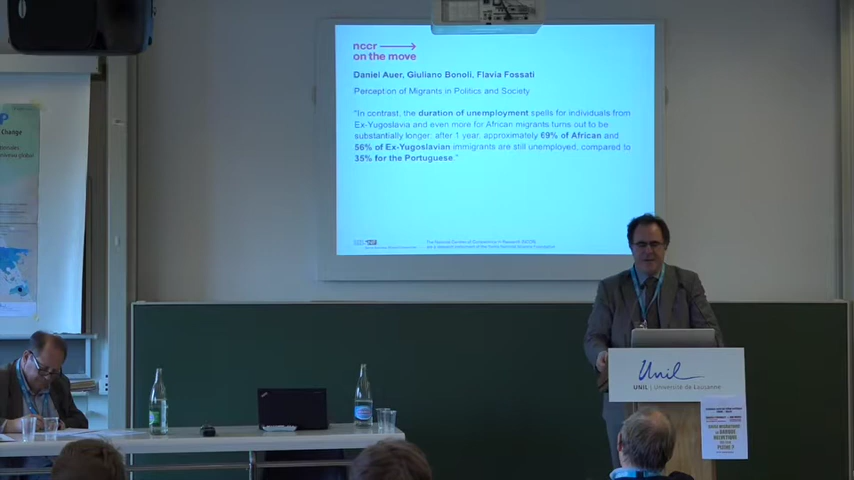 nccr
on the move
Daniel Auer, Giuliano Bonoli, Flavia Fossati
Perception of Migrants in Politics and Society
"In contrast, the duration of unemployment spells for individuals from
Ex-Yugoslavia and even more for African migrants turns out to be
substantially longer: after 1 year, approximately 69% of African and
56% of Ex-Yugoslavian immigrants are still unemployed, compared to
35% for the Portuguese."
P
Change
Unil
UNIL | Université de Lausanne